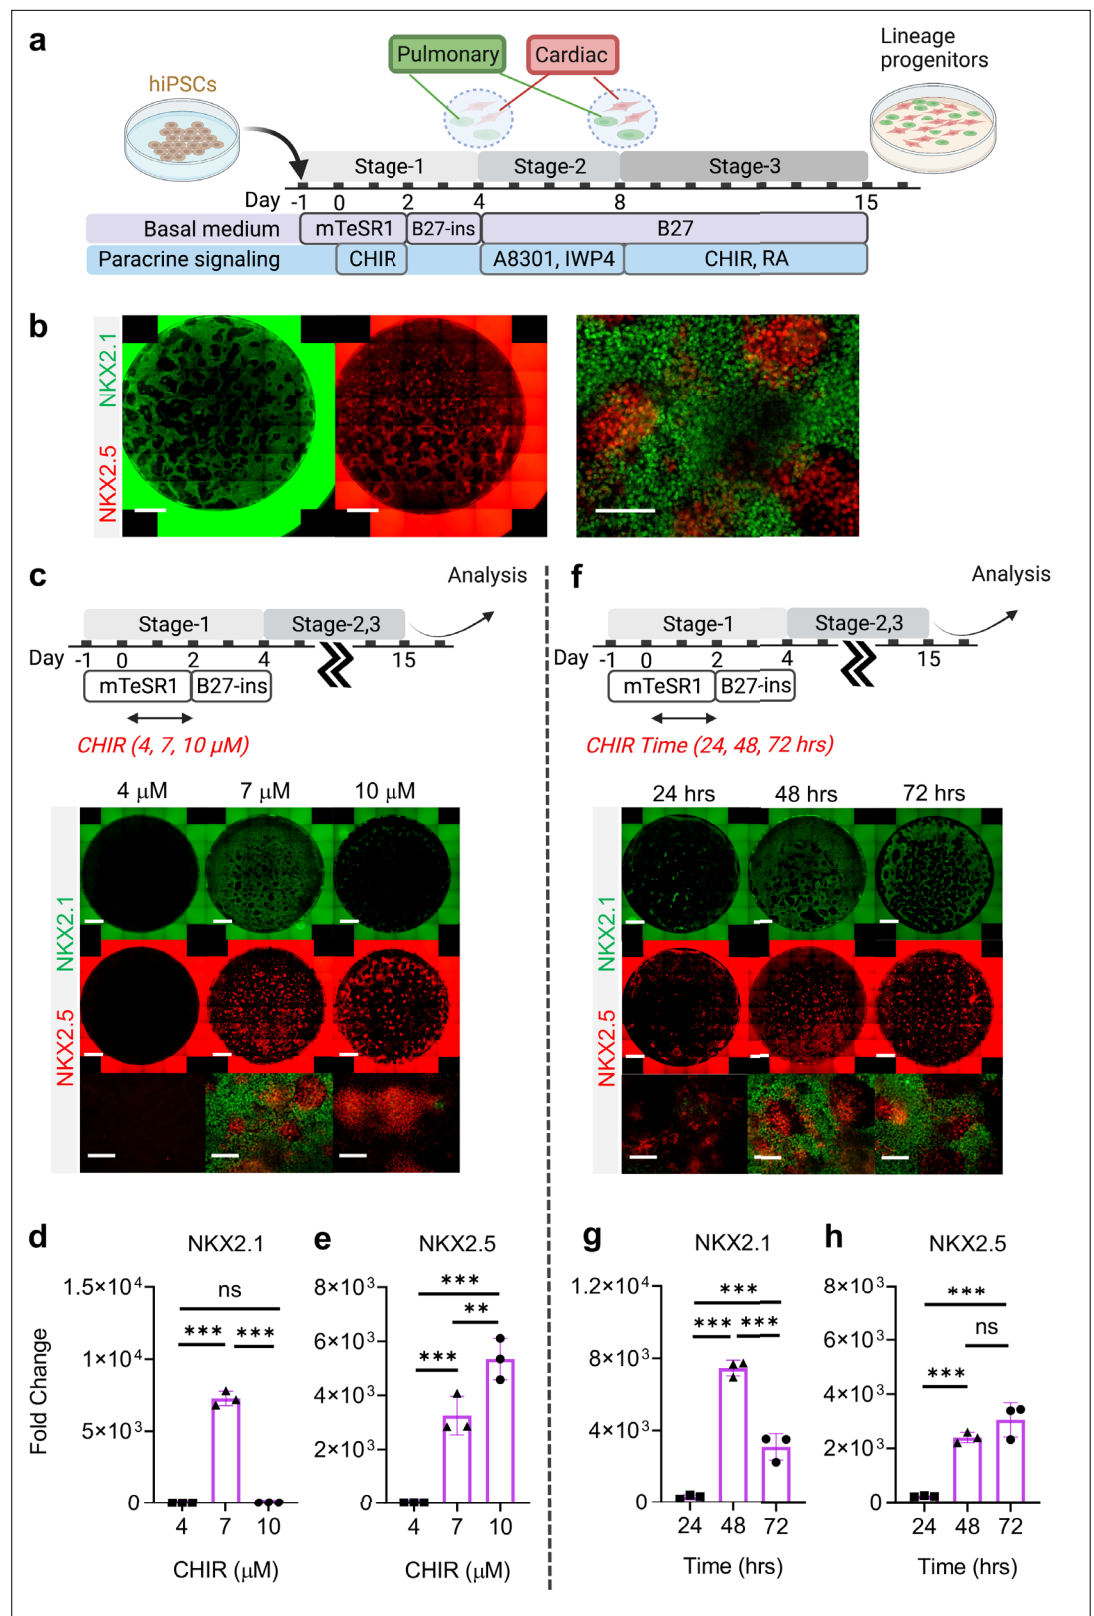 a
Pulmonary
Cardiac
Lineage
progenitors
hiPSCs
Stage-1
Stage-2
Stage-3
Day
-1
0
2
4
8
15
Basal medium
mTeSR1
B27-ins
B27
Paracrine signaling
CHIR
A8301, IWP4
CHIR, RA
b
NKX2.1
NKX2.5
c
Analysis
Stage-1
Stage-2,3
Day
-1
0
2
4
15
mTeSR1
B27-ins
CHIR (4, 7, 10 µM)
4 µM
7 µM
10 µM
NKX2.1
NKX2.5
f
Analysis
Stage-1
Stage-2,3
Day
-1
0
2
4
15
mTeSR1
B27-ins
CHIR Time (24, 48, 72 hrs)
24 hrs
48 hrs
72 hrs
NKX2.1
NKX2.5
d
NKX2.1
Fold Change
1.5×10⁴
1×10⁴
5×10³
0
ns
***
***
4
7
10
CHIR (µM)
e
NKX2.5
8×10³
6×10³
4×10³
2×10³
0
***
**
***
4
7
10
CHIR (µM)
g
NKX2.1
1.2×10⁴
8×10³
4×10³
0
***
***
***
24
48
72
Time (hrs)
h
NKX2.5
8×10³
6×10³
4×10³
2×10³
0
***
ns
***
24
48
72
Time (hrs)